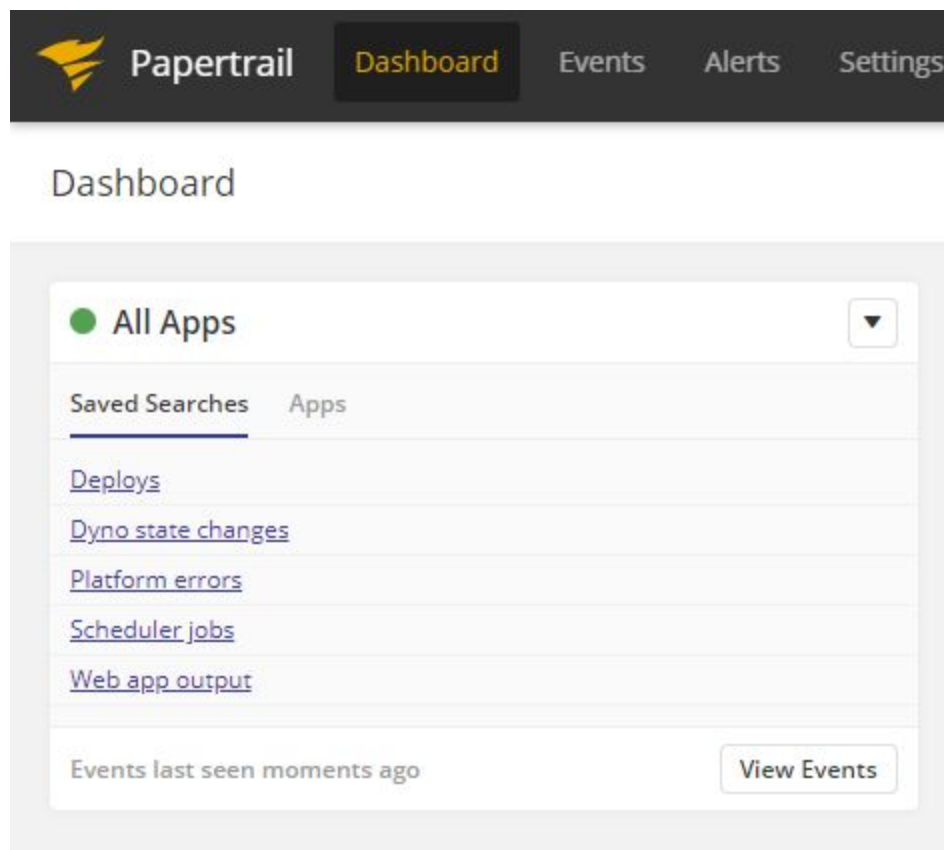 Papertrail Dashboard Events Alerts Settings
Dashboard
All Apps
Saved Searches Apps
Deploys
Dyno state changes
Platform errors
Scheduler jobs
Web app output
Events last seen moments ago View Events